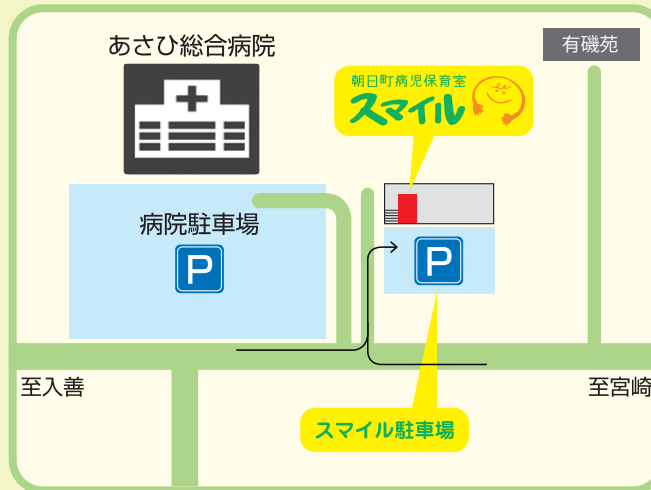 あさひ総合病院
有磯苑
朝日町病児保育室
スマイル
病院駐車場
P
P
至入善
至宮崎
スマイル駐車場